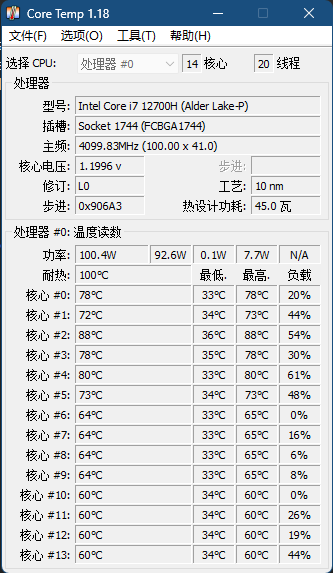 Core Temp 1.18
文件(F) 选项(O) 工具(T) 帮助(H)
选择 CPU: 处理器 #0 14 核心 20 线程
处理器
型号: Intel Core i7 12700H (Alder Lake-P)
插槽: Socket 1744 (FCBGA1744)
主频: 4099.83MHz (100.00 x 41.0)
核心电压: 1.1996 v 步进:
修订: L0 工艺: 10 nm
步进: 0x906A3 热设计功耗: 45.0 瓦
处理器 #0: 温度读数
功率: 100.4W 92.6W 0.1W 7.7W N/A
耐热: 100°C 最低. 最高. 负载
核心 #0: 78°C 33°C 78°C 20%
核心 #1: 72°C 34°C 73°C 44%
核心 #2: 88°C 36°C 88°C 54%
核心 #3: 78°C 35°C 78°C 30%
核心 #4: 80°C 33°C 80°C 61%
核心 #5: 73°C 34°C 73°C 48%
核心 #6: 64°C 33°C 65°C 0%
核心 #7: 64°C 33°C 65°C 16%
核心 #8: 64°C 33°C 65°C 6%
核心 #9: 64°C 33°C 65°C 8%
核心 #10: 60°C 34°C 60°C 0%
核心 #11: 60°C 34°C 60°C 26%
核心 #12: 60°C 34°C 60°C 19%
核心 #13: 60°C 34°C 60°C 44%